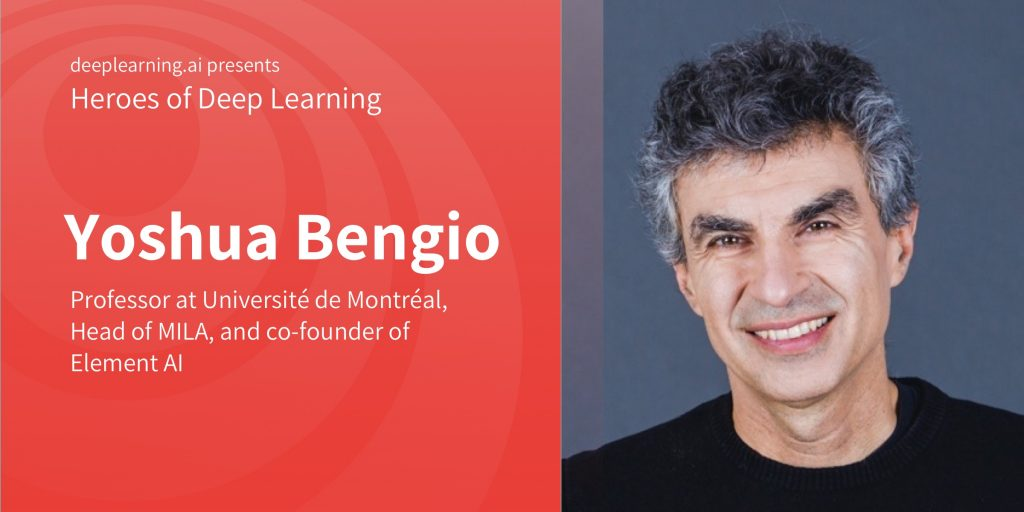 deeplearning.ai presents
Heroes of Deep Learning
Yoshua Bengio
Professor at Université de Montréal,
Head of MILA, and co-founder of
Element AI